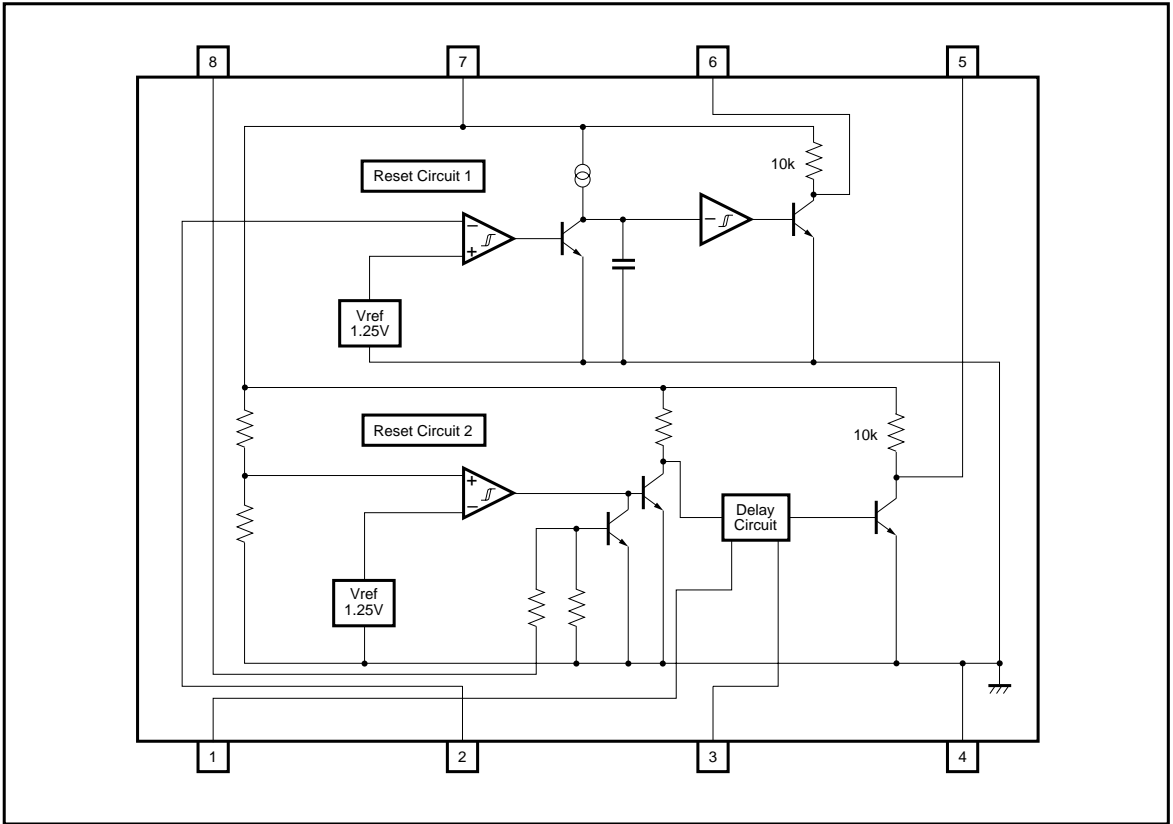 8
7
6
5
10k
Reset Circuit 1
−
+
−
Vref
1.25V
Reset Circuit 2
10k
+
−
Delay
Circuit
Vref
1.25V
1
2
3
4